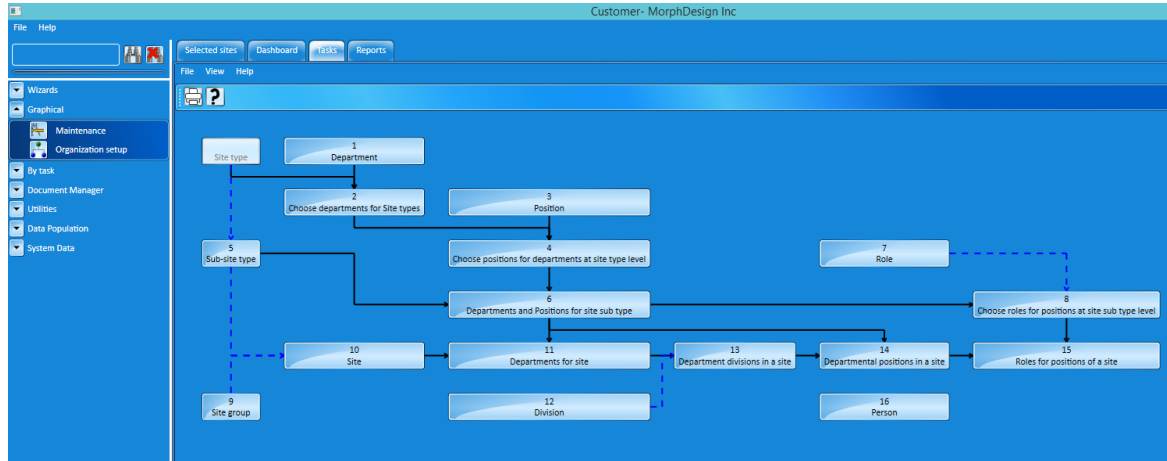 Customer- MorphDesign Inc
File Help
Selected sites Dashboard Tasks Reports
File View Help
Wizards
Graphical
Maintenance
Organization setup
By task
Document Manager
Utilities
Data Population
System Data
Site type
1
Department
2
Choose departments for Site types
3
Position
5
Sub-site type
4
Choose positions for departments at site type level
7
Role
6
Departments and Positions for site sub type
8
Choose roles for positions at site sub type level
10
Site
11
Departments for site
13
Department divisions in a site
14
Departmental positions in a site
15
Roles for positions of a site
9
Site group
12
Division
16
Person